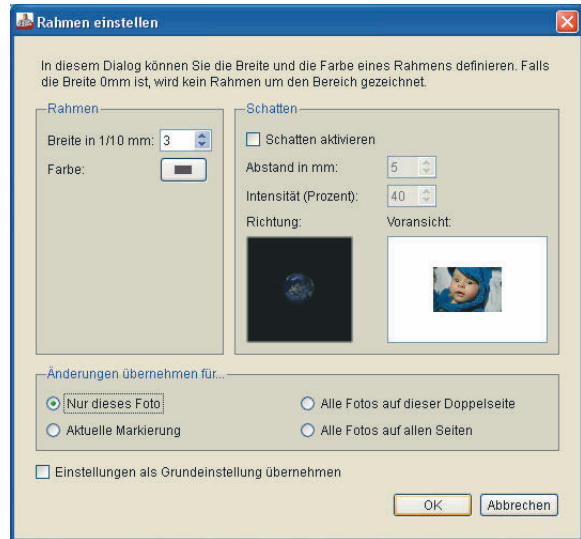 Rahmen einstellen
In diesem Dialog können Sie die Breite und die Farbe eines Rahmens definieren. Falls
die Breite 0mm ist, wird kein Rahmen um den Bereich gezeichnet.
Rahmen
Breite in 1/10 mm: 3
Farbe:
Schatten
Schatten aktivieren
Abstand in mm: 5
Intensität (Prozent): 40
Richtung: Voransicht:
Änderungen übernehmen für...
Nur dieses Foto Alle Fotos auf dieser Doppelseite
Aktuelle Markierung Alle Fotos auf allen Seiten
Einstellungen als Grundeinstellung übernehmen
OK Abbrechen